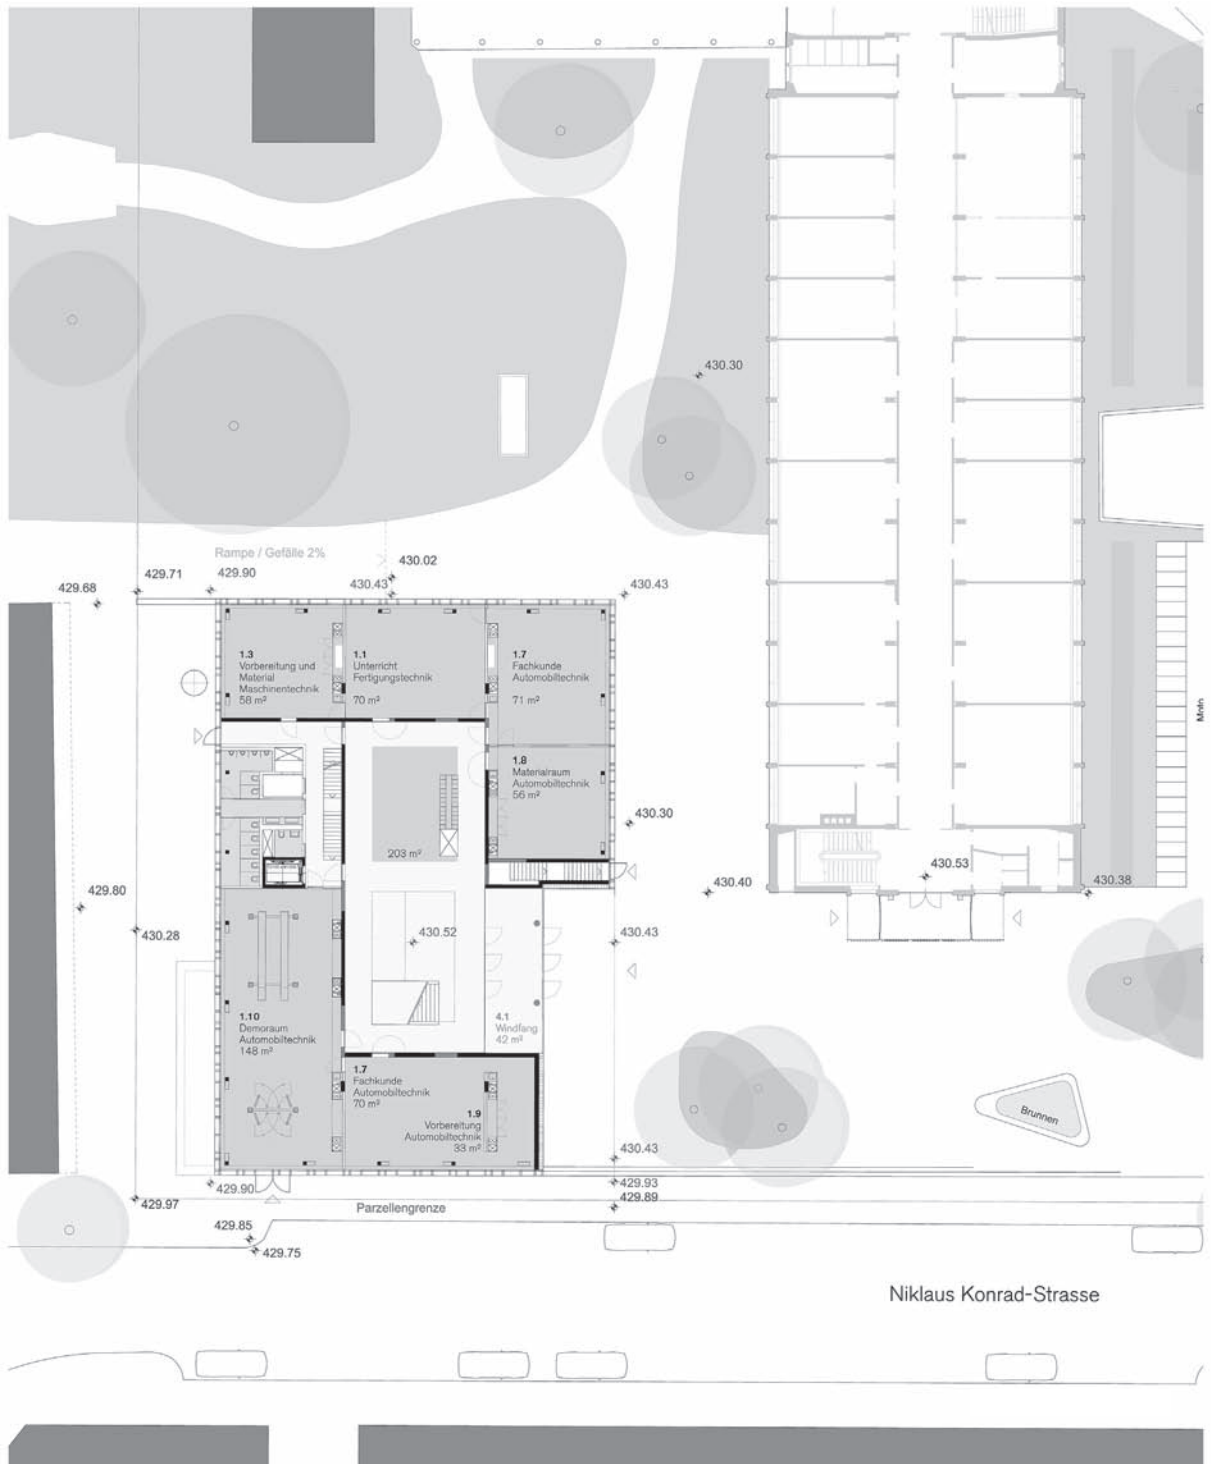 430.30
Rampe / Gefälle 2%
430.02
429.68
429.71
429.90
430.43
430.43
1.3
Vorbereitung und
Material
Maschinentechnik
58 m²
1.1
Unterricht
Fertigungstechnik
70 m²
1.7
Fachkunde
Automobiltechnik
71 m²
Moto
1.8
Materialraum
Automobiltechnik
56 m²
430.30
203 m²
430.53
430.40
430.38
429.80
430.28
430.52
430.43
1.10
Demoraum
Automobiltechnik
148 m²
4.1
Windfang
42 m²
1.7
Fachkunde
Automobiltechnik
70 m²
1.9
Vorbereitung
Automobiltechnik
33 m²
Brunnen
430.43
429.90
429.93
429.97
429.89
Parzellengrenze
429.85
429.75
Niklaus Konrad-Strasse